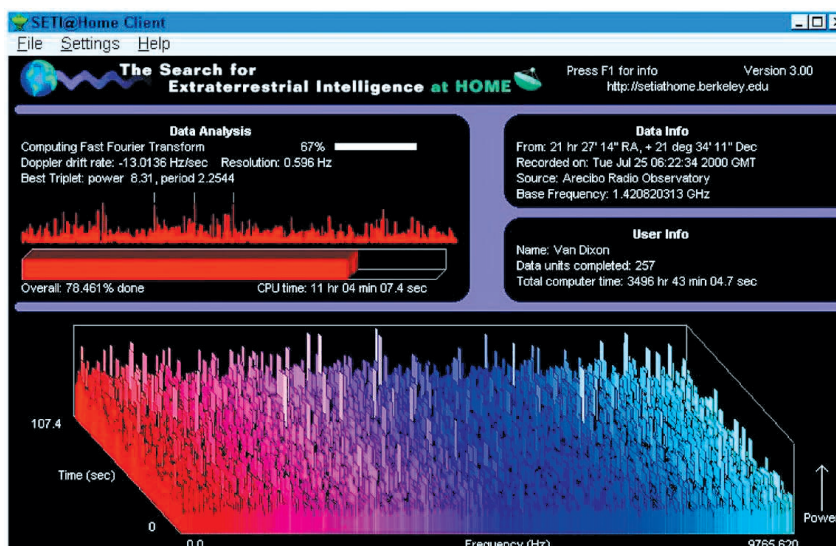 SETI@Home Client
File Settings Help
The Search for
Extraterrestrial Intelligence at HOME
Press F1 for info Version 3.00
http://setiathome.berkeley.edu
Data Analysis
Computing Fast Fourier Transform 67%
Doppler drift rate: -13.0136 Hz/sec Resolution: 0.596 Hz
Best Triplet: power 8.31, period 2.2544
Overall: 78.461% done CPU time: 11 hr 04 min 07.4 sec
Data Info
From: 21 hr 27' 14" RA, + 21 deg 34' 11" Dec
Recorded on: Tue Jul 25 06:22:34 2000 GMT
Source: Arecibo Radio Observatory
Base Frequency: 1.420820313 GHz
User Info
Name: Van Dixon
Data units completed: 257
Total computer time: 3496 hr 43 min 04.7 sec
107.4
Time (sec)
0
0.0 Frequency (Hz) 9765.620
Power